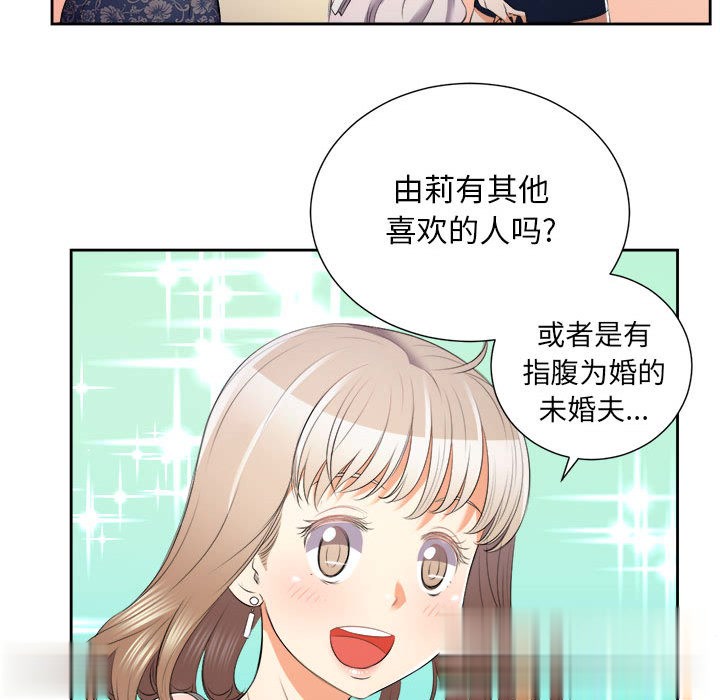 由莉有其他
喜欢的人吗?
或者是有
指腹为婚的
未婚夫...